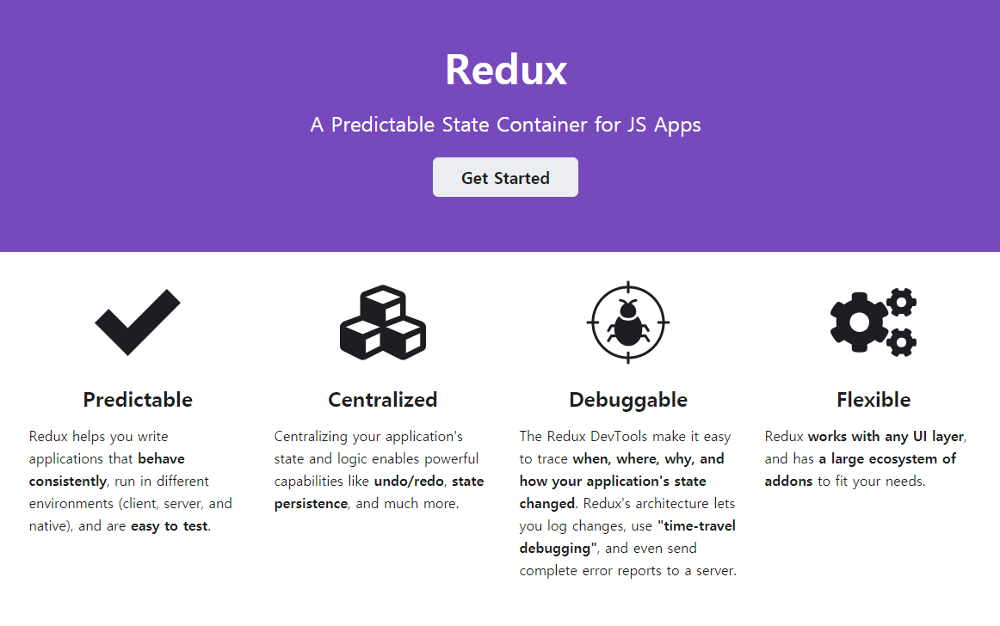 Redux
A Predictable State Container for JS Apps
Get Started
Predictable
Redux helps you write
applications that behave
consistently, run in different
environments (client, server, and
native), and are easy to test.
Centralized
Centralizing your application's
state and logic enables powerful
capabilities like undo/redo, state
persistence, and much more.
Debuggable
The Redux DevTools make it easy
to trace when, where, why, and
how your application's state
changed. Redux's architecture lets
you log changes, use "time-travel
debugging", and even send
complete error reports to a server.
Flexible
Redux works with any UI layer,
and has a large ecosystem of
addons to fit your needs.